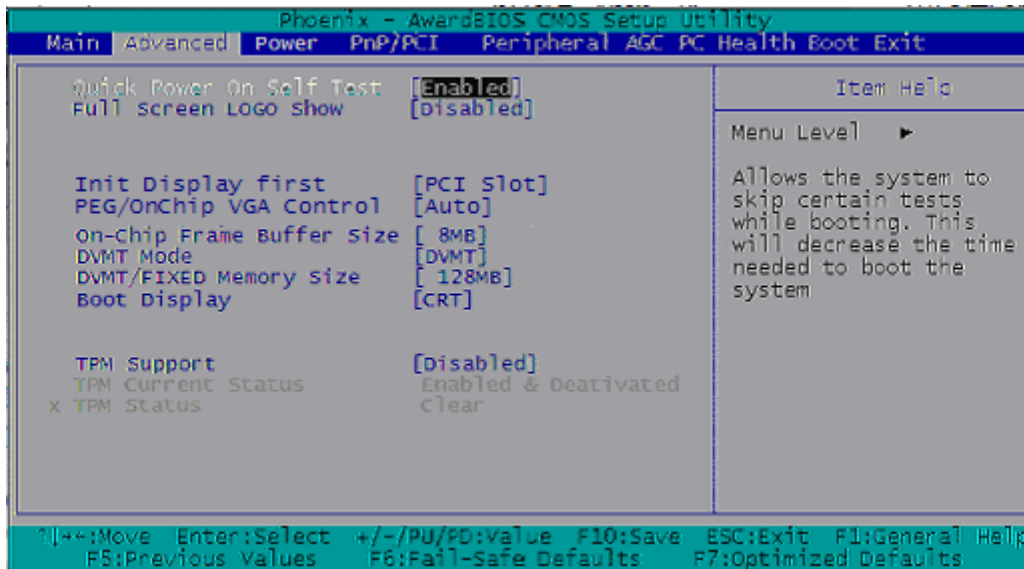 Phoenix - AwardBIOS CMOS Setup Utility
Main Advanced Power PnP/PCI Peripheral AGC PC Health Boot Exit
Quick Power On Self Test [Enabled]
Full Screen LOGO Show [Disabled]
Init Display first [PCI Slot]
PEG/OnChip VGA Control [Auto]
On-Chip Frame Buffer Size [ 8MB]
DVMT Mode [DVMT]
DVMT/FIXED Memory Size [ 128MB]
Boot Display [CRT]
TPM Support [Disabled]
TPM Current Status Enabled & Deativated
x TPM Status Clear
Item Help
Menu Level ►
Allows the system to
skip certain tests
while booting. This
will decrease the time
needed to boot the
system
↑↓→←:Move Enter:Select +/-/PU/PD:Value F10:Save ESC:Exit F1:General Help
F5:Previous Values F6:Fail-Safe Defaults F7:Optimized Defaults